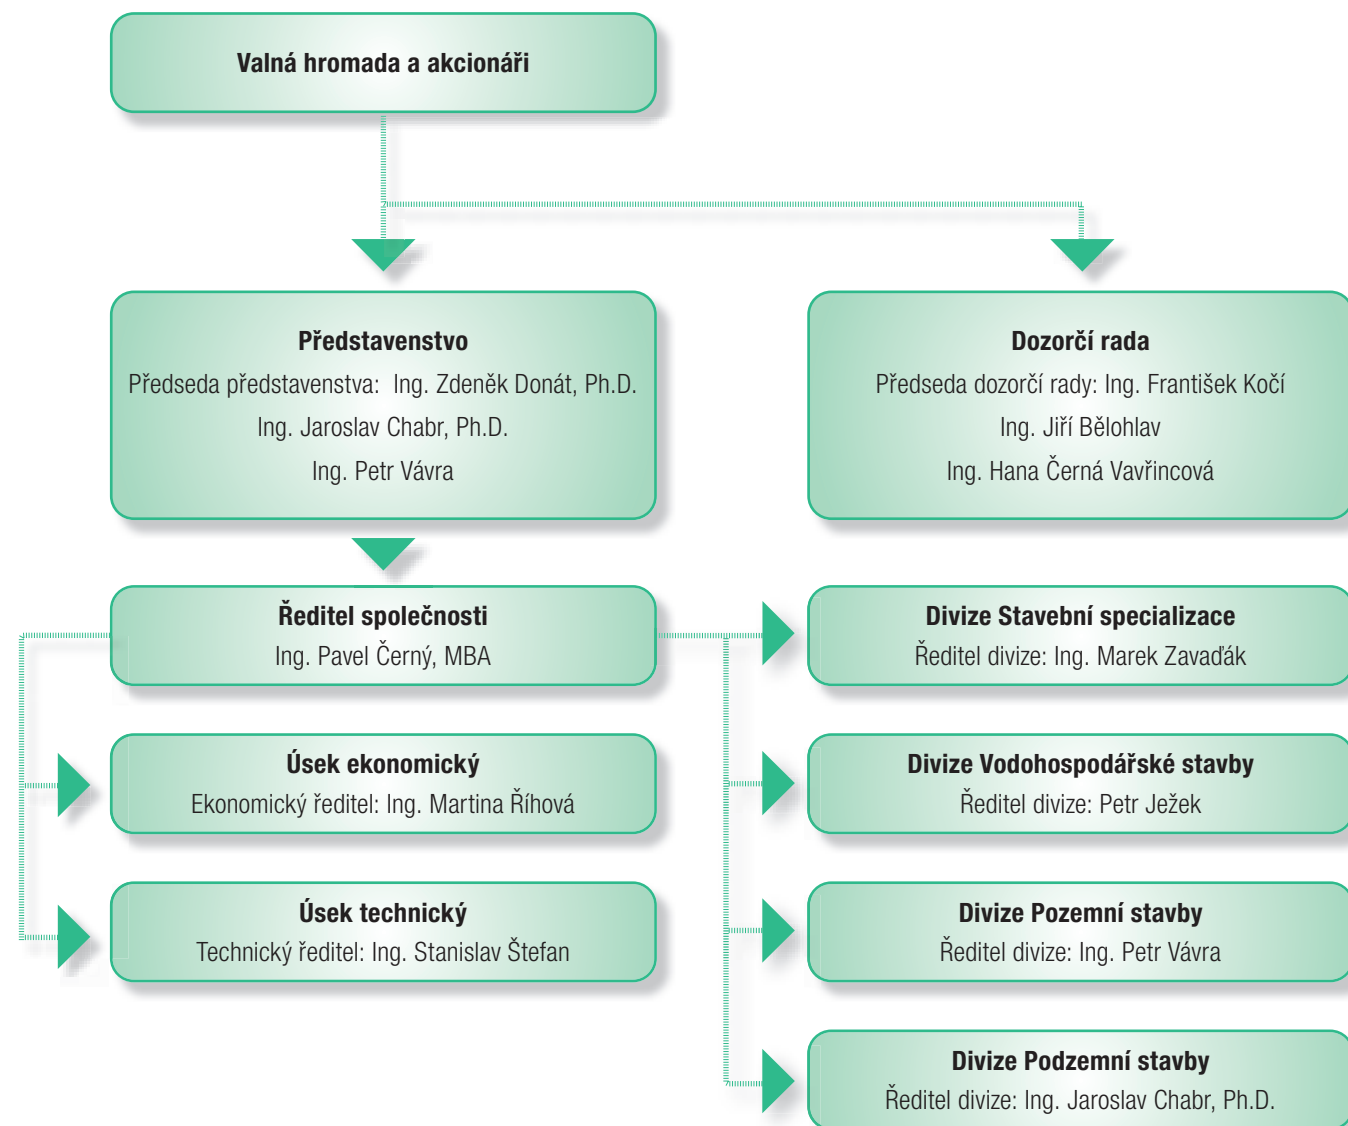 Valná hromada a akcionáři
Představenstvo
Předseda představenstva: Ing. Zdeněk Donát, Ph.D.
Ing. Jaroslav Chabr, Ph.D.
Ing. Petr Vávra
Dozorčí rada
Předseda dozorčí rady: Ing. František Kočí
Ing. Jiří Bělohlav
Ing. Hana Černá Vavřincová
Ředitel společnosti
Ing. Pavel Černý, MBA
Úsek ekonomický
Ekonomický ředitel: Ing. Martina Říhová
Úsek technický
Technický ředitel: Ing. Stanislav Štefan
Divize Stavební specializace
Ředitel divize: Ing. Marek Zavaďák
Divize Vodohospodářské stavby
Ředitel divize: Petr Ježek
Divize Pozemní stavby
Ředitel divize: Ing. Petr Vávra
Divize Podzemní stavby
Ředitel divize: Ing. Jaroslav Chabr, Ph.D.